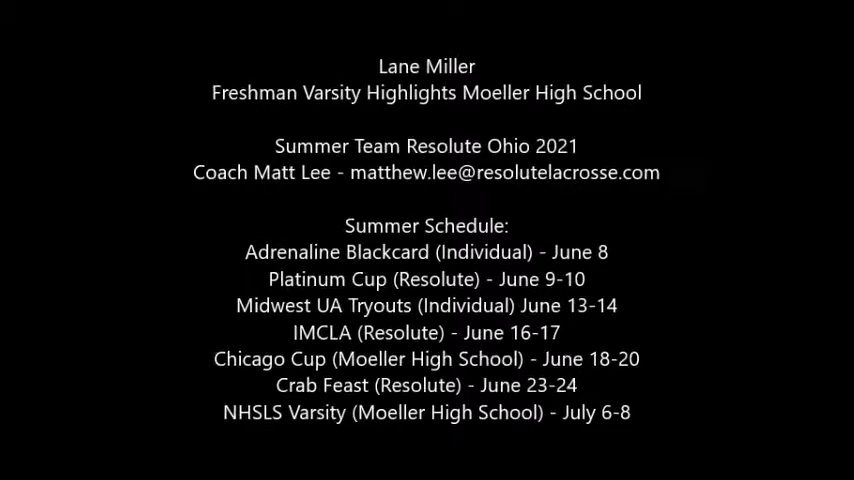 Lane Miller
Freshman Varsity Highlights Moeller High School
Summer Team Resolute Ohio 2021
Coach Matt Lee - matthew.lee@resolutelacrosse.com
Summer Schedule:
Adrenaline Blackcard (Individual) - June 8
Platinum Cup (Resolute) - June 9-10
Midwest UA Tryouts (Individual) June 13-14
IMCLA (Resolute) - June 16-17
Chicago Cup (Moeller High School) - June 18-20
Crab Feast (Resolute) - June 23-24
NHSLS Varsity (Moeller High School) - July 6-8